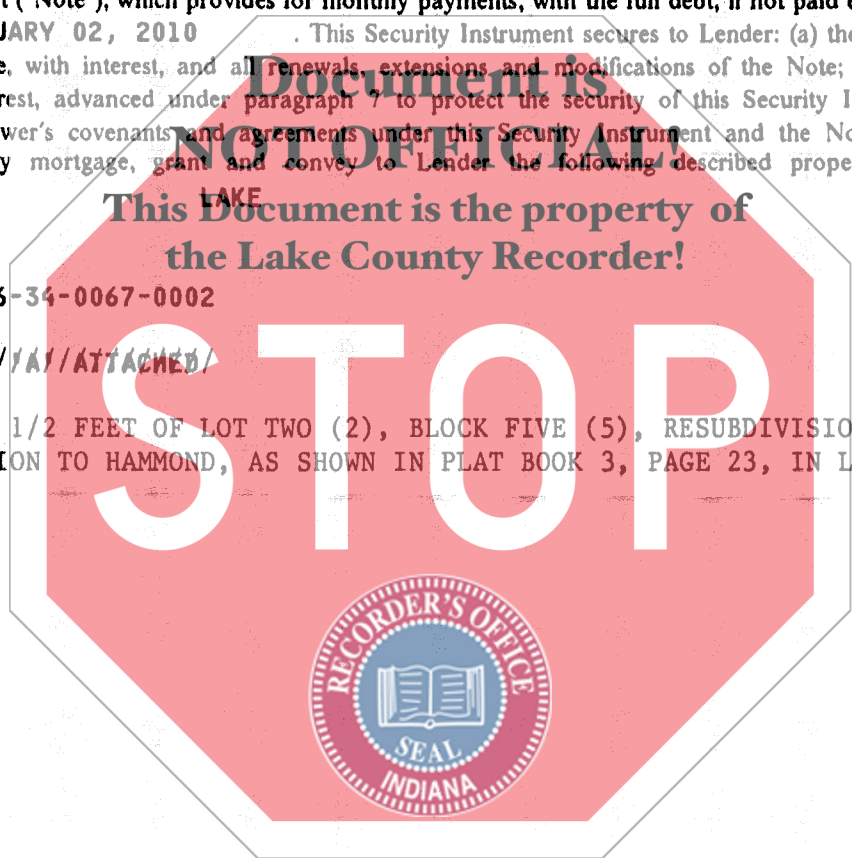 t ("Note"), which provides for monthly payments, with the full debt, if not paid e
UARY 02, 2010 . This Security Instrument secures to Lender: (a) the
e, with interest, and all renewals, extensions and modifications of the Note;
rest, advanced under paragraph 7 to protect the security of this Security I
wer's covenants and agreements under this Security Instrument and the No
y mortgage, grant and convey to Lender the following described prope
LAKE
Document is
NOT OFFICIAL!
This Document is the property of
the Lake County Recorder!
6-34-0067-0002
/A//ATTACHED/
1/2 FEET OF LOT TWO (2), BLOCK FIVE (5), RESUBDIVISIO
ION TO HAMMOND, AS SHOWN IN PLAT BOOK 3, PAGE 23, IN L
STOP
RECORDER'S OFFICE
SEAL
INDIANA